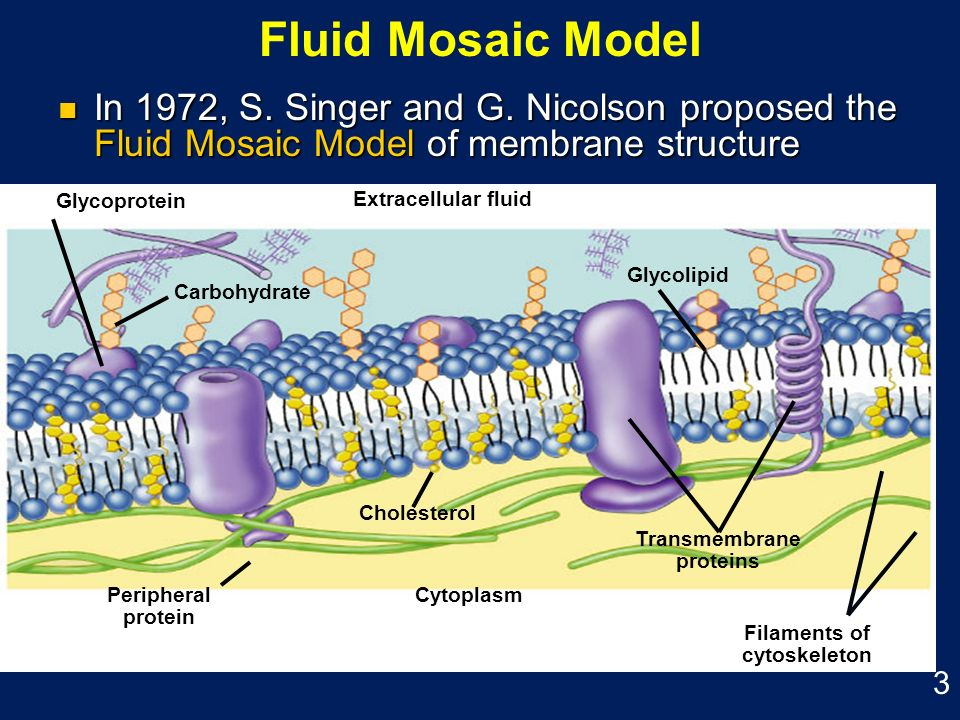 Fluid Mosaic Model
In 1972, S. Singer and G. Nicolson proposed the
Fluid Mosaic Model of membrane structure
Glycoprotein
Extracellular fluid
Carbohydrate
Glycolipid
Cholesterol
Transmembrane
proteins
Peripheral
protein
Cytoplasm
Filaments of
cytoskeleton
3